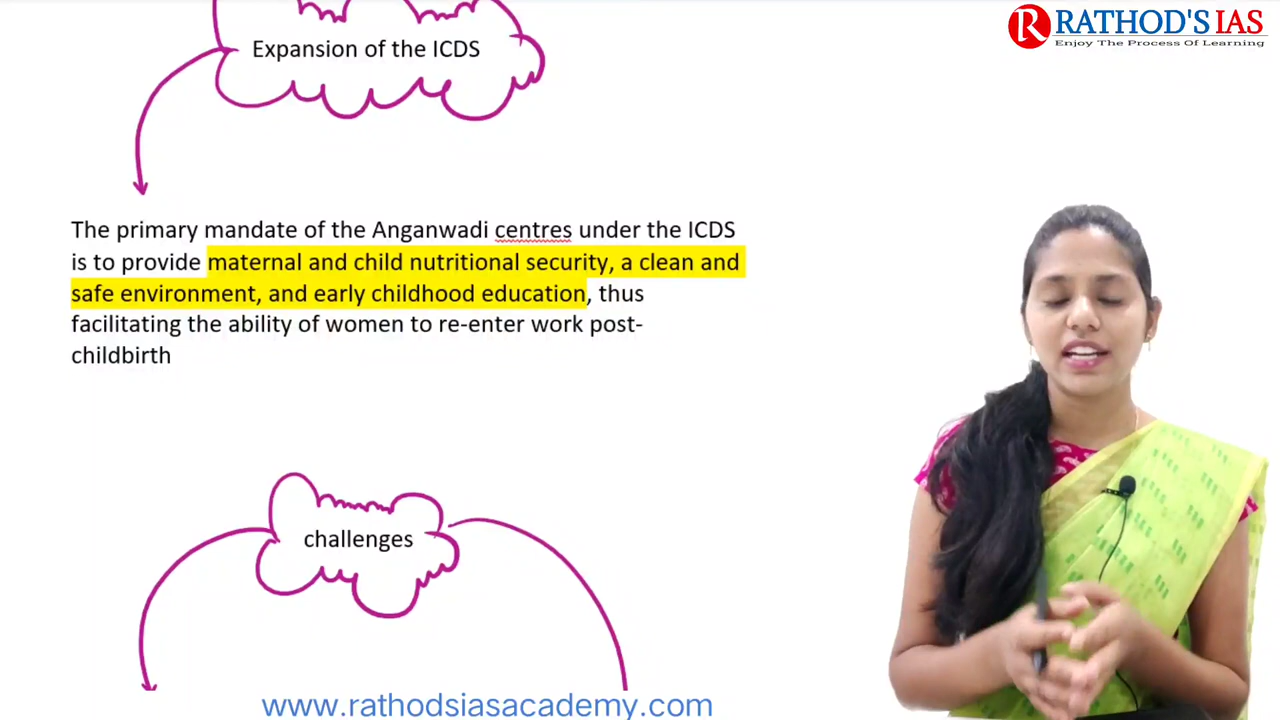 R RATHOD'S IAS
Enjoy The Process Of Learning
Expansion of the ICDS
The primary mandate of the Anganwadi centres under the ICDS
is to provide maternal and child nutritional security, a clean and
safe environment, and early childhood education, thus
facilitating the ability of women to re-enter work post-
childbirth
challenges
www.rathodsiasacademy.com